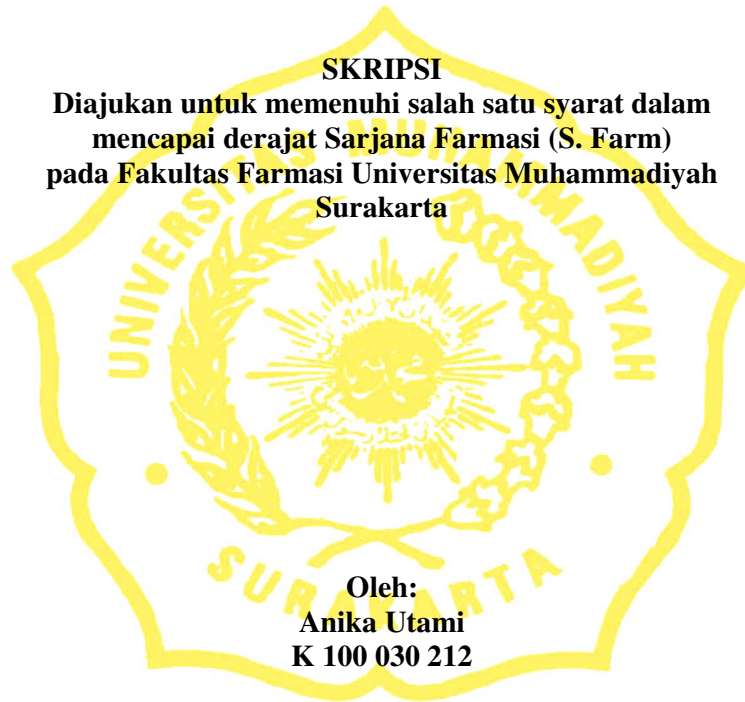 SKRIPSI
Diajukan untuk memenuhi salah satu syarat dalam
mencapai derajat Sarjana Farmasi (S. Farm)
pada Fakultas Farmasi Universitas Muhammadiyah
Surakarta
UNIVERSITAS MUHAMMADIYAH
SURAKARTA
Oleh:
Anika Utami
K 100 030 212